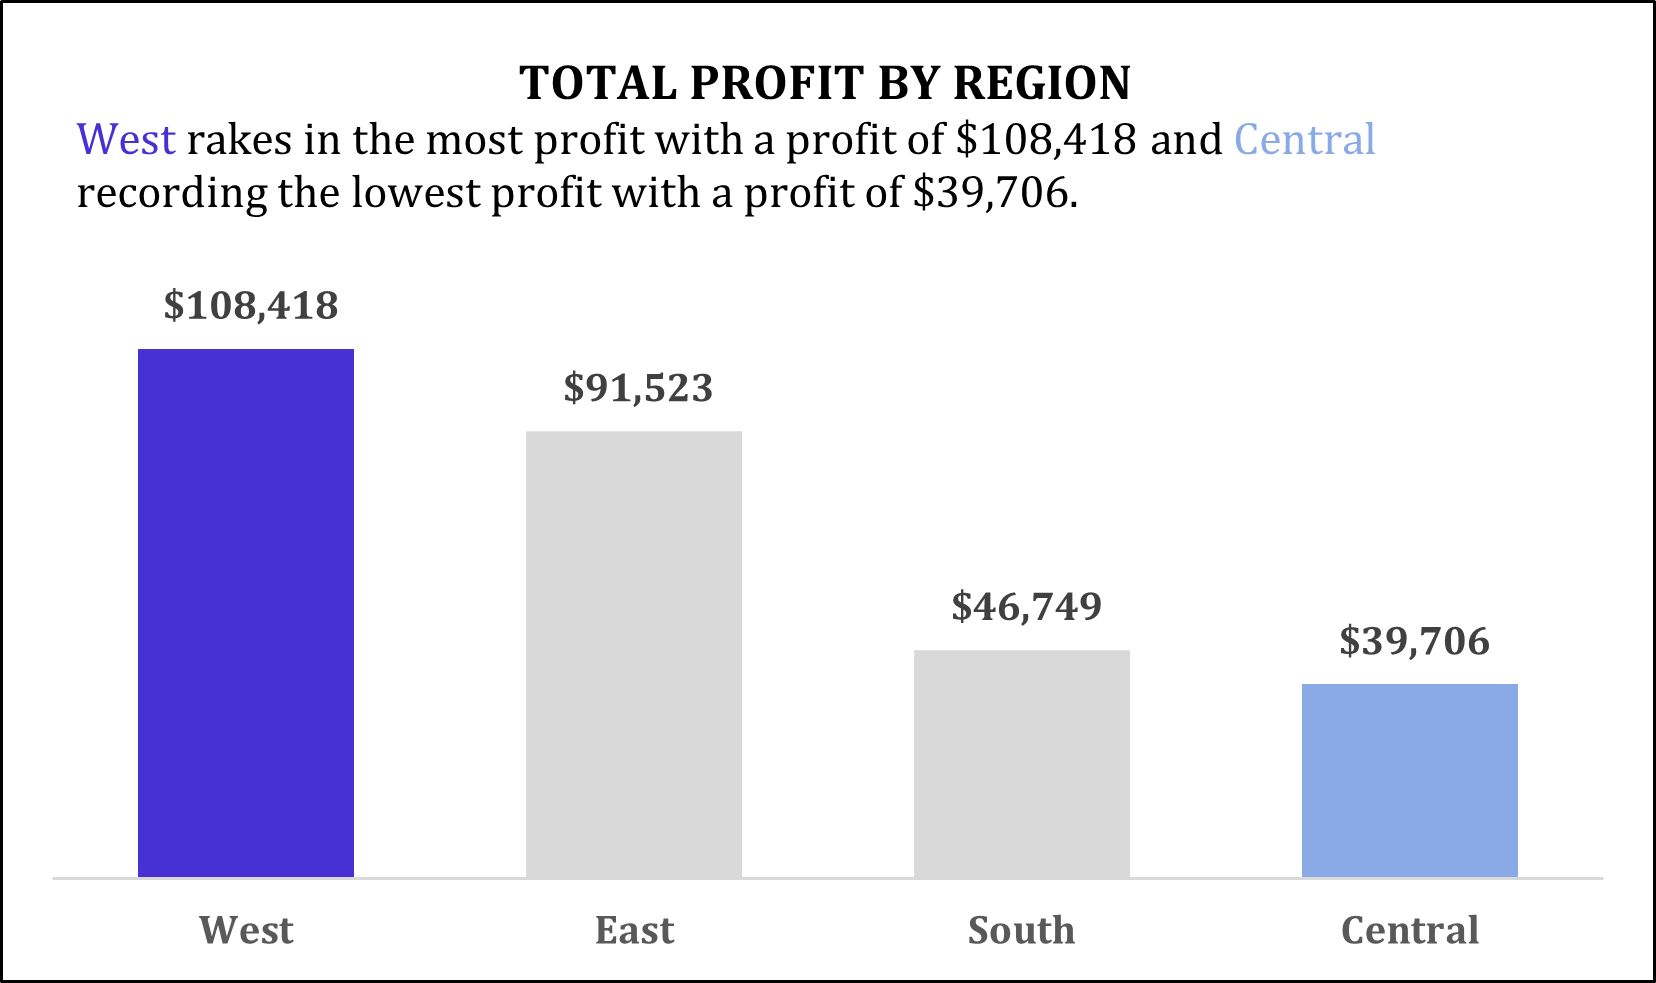 TOTAL PROFIT BY REGION
West rakes in the most profit with a profit of $108,418 and Central
recording the lowest profit with a profit of $39,706.
$108,418
$91,523
$46,749
$39,706
West
East
South
Central